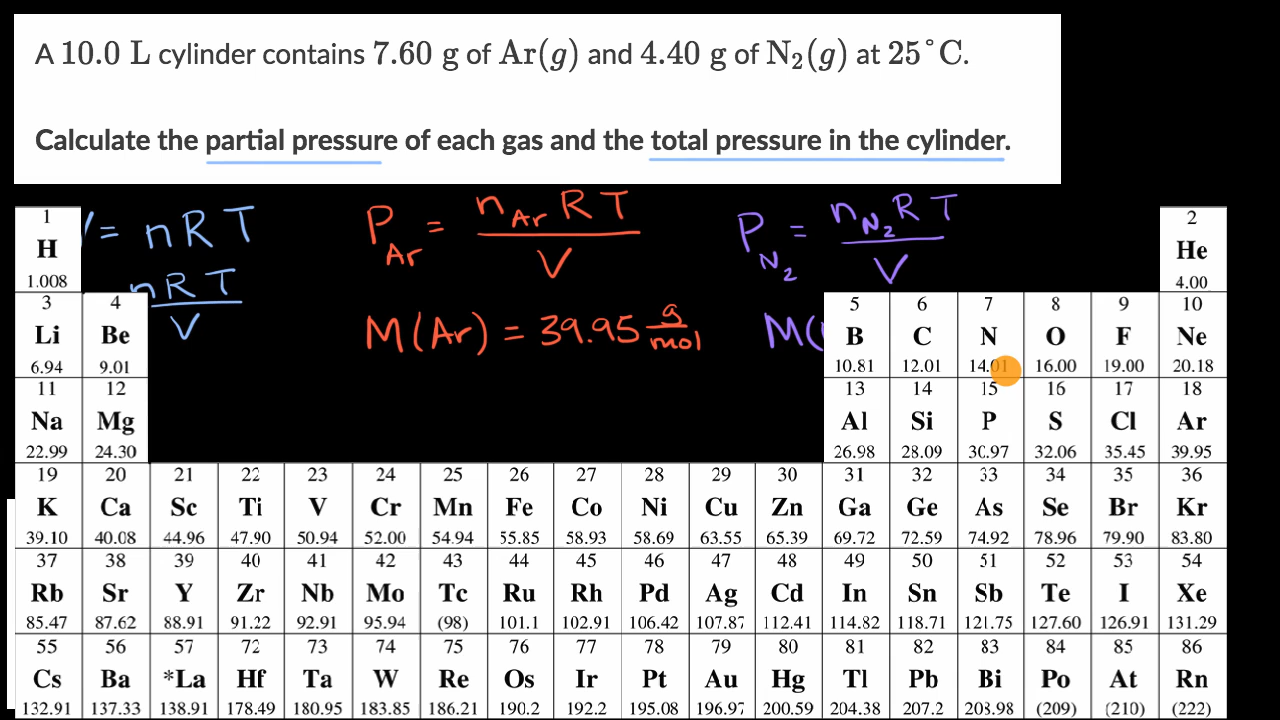 A 10.0 L cylinder contains 7.60 g of Ar(g) and 4.40 g of N₂(g) at 25°C.
Calculate the partial pressure of each gas and the total pressure in the cylinder.
= nRT
nRT
V
P_Ar = n_Ar RT
V
P_N₂ = n_N₂ RT
V
M(Ar) = 39.95 g
mol
M(
1 2
H He
1.008 4.00
3 4 5 6 7 8 9 10
Li Be B C N O F Ne
6.94 9.01 10.81 12.01 14.01 16.00 19.00 20.18
11 12 13 14 15 16 17 18
Na Mg Al Si P S Cl Ar
22.99 24.30 26.98 28.09 30.97 32.06 35.45 39.95
19 20 21 22 23 24 25 26 27 28 29 30 31 32 33 34 35 36
K Ca Sc Ti V Cr Mn Fe Co Ni Cu Zn Ga Ge As Se Br Kr
39.10 40.08 44.96 47.90 50.94 52.00 54.94 55.85 58.93 58.69 63.55 65.39 69.72 72.59 74.92 78.96 79.90 83.80
37 38 39 40 41 42 43 44 45 46 47 48 49 50 51 52 53 54
Rb Sr Y Zr Nb Mo Tc Ru Rh Pd Ag Cd In Sn Sb Te I Xe
85.47 87.62 88.91 91.22 92.91 95.94 (98) 101.1 102.91 106.42 107.87 112.41 114.82 118.71 121.75 127.60 126.91 131.29
55 56 57 72 73 74 75 76 77 78 79 80 81 82 83 84 85 86
Cs Ba *La Hf Ta W Re Os Ir Pt Au Hg Tl Pb Bi Po At Rn
132.91 137.33 138.91 178.49 180.95 183.85 186.21 190.2 192.2 195.08 196.97 200.59 204.38 207.2 208.98 (209) (210) (222)